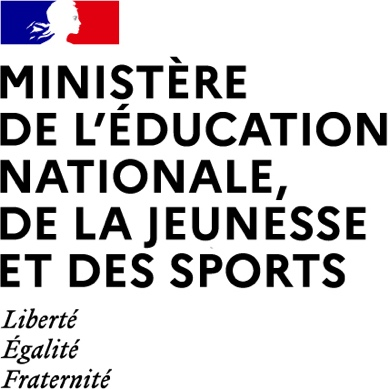 MINISTÈRE
DE L'ÉDUCATION
NATIONALE,
DE LA JEUNESSE
ET DES SPORTS
Liberté
Égalité
Fraternité